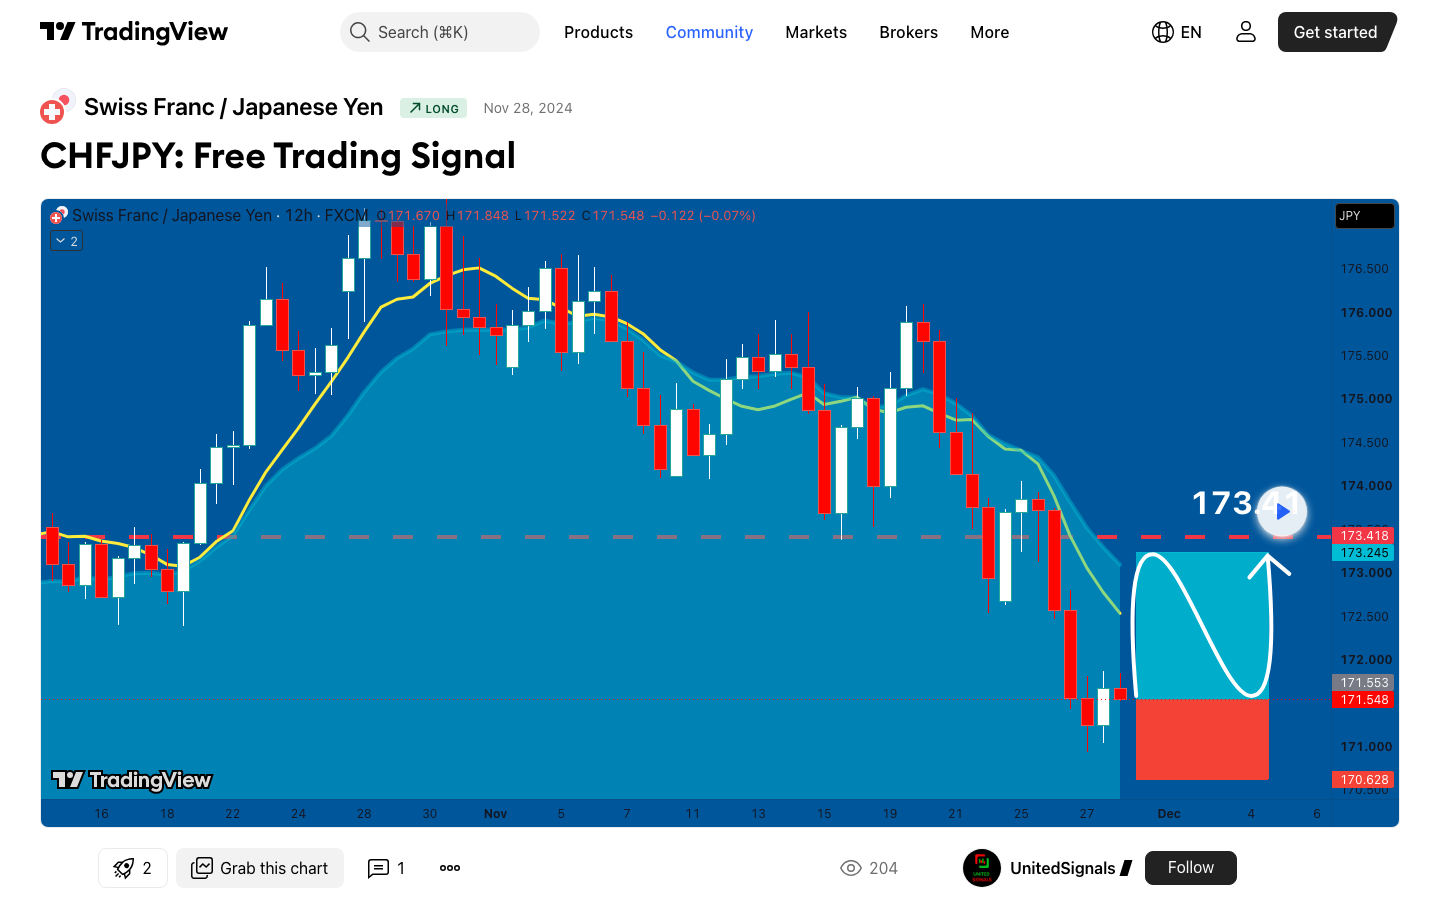 TradingView
Search (⌘K)
Products
Community
Markets
Brokers
More
EN
Get started
Swiss Franc / Japanese Yen
LONG
Nov 28, 2024
CHFJPY: Free Trading Signal
Swiss Franc / Japanese Yen · 12h · FXCM O171.670 H171.848 L171.522 C171.548 −0.122 (−0.07%)
JPY
2
176.500
176.000
175.500
175.000
174.500
174.000
173.41
173.418
173.245
173.000
172.500
172.000
171.553
171.548
171.000
170.628
170.500
TradingView
16 18 22 24 28 30 Nov 5 7 11 13 15 19 21 25 27 Dec 4 6
2
Grab this chart
1
204
UNITED
SIGNALS
UnitedSignals
Follow